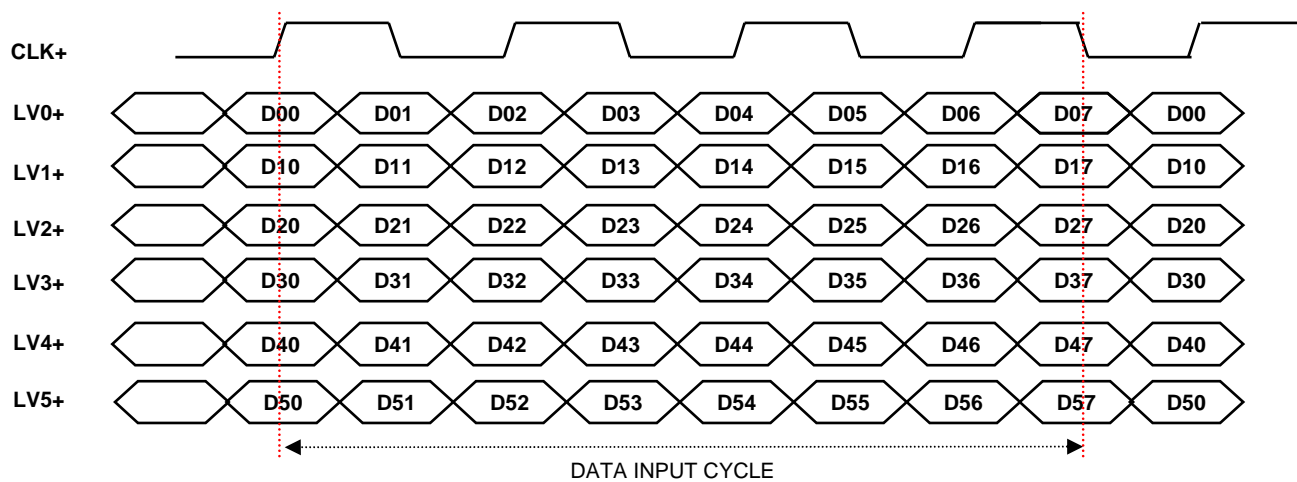 CLK+
LV0+ D00 D01 D02 D03 D04 D05 D06 D07 D00
LV1+ D10 D11 D12 D13 D14 D15 D16 D17 D10
LV2+ D20 D21 D22 D23 D24 D25 D26 D27 D20
LV3+ D30 D31 D32 D33 D34 D35 D36 D37 D30
LV4+ D40 D41 D42 D43 D44 D45 D46 D47 D40
LV5+ D50 D51 D52 D53 D54 D55 D56 D57 D50
DATA INPUT CYCLE